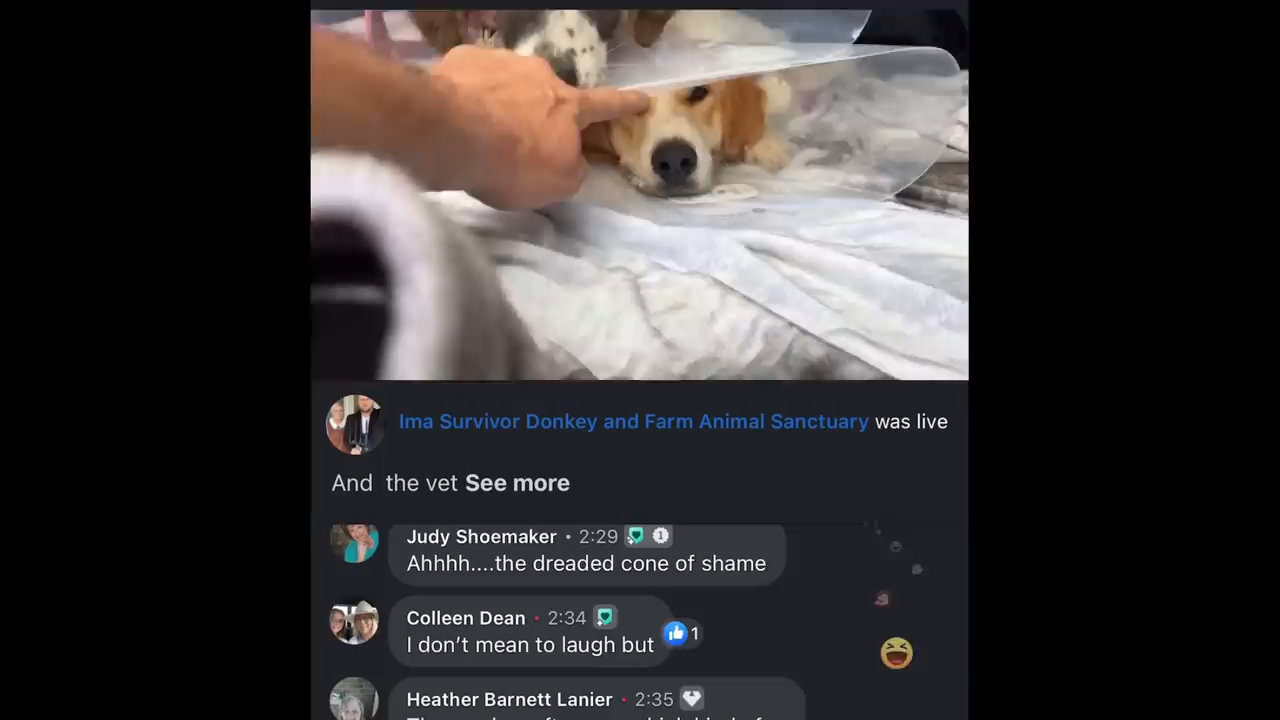 Ima Survivor Donkey and Farm Animal Sanctuary was live
And the vet See more
Judy Shoemaker • 2:29 1
Ahhhh....the dreaded cone of shame
Colleen Dean • 2:34
I don't mean to laugh but
1
Heather Barnett Lanier • 2:35